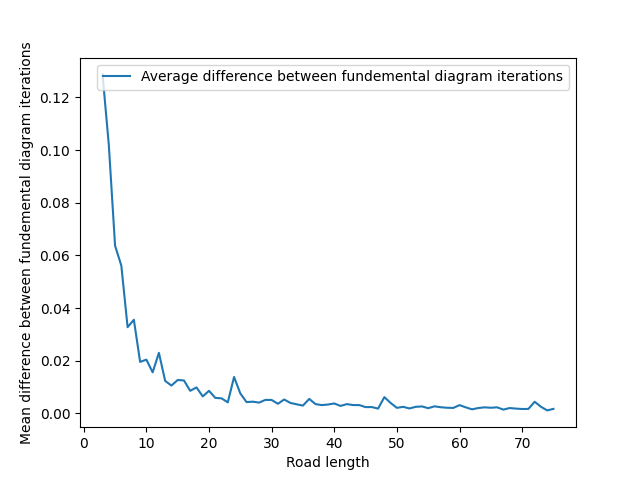 Average difference between fundemental diagram iterations
Mean difference between fundemental diagram iterations
0.12
0.10
0.08
0.06
0.04
0.02
0.00
0 10 20 30 40 50 60 70
Road length